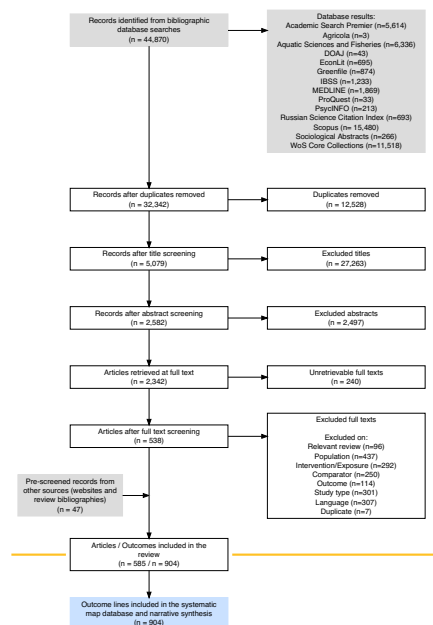 Records identified from bibliographic
database searches
(n = 44,870)
Database results:
Academic Search Premier (n=5,614)
Agricola (n=3)
Aquatic Sciences and Fisheries (n=6,336)
DOAJ (n=43)
EconLit (n=695)
Greenfile (n=874)
IBSS (n=1,233)
MEDLINE (n=1,869)
ProQuest (n=33)
PsycINFO (n=213)
Russian Science Citation Index (n=693)
Scopus (n= 15,480)
Sociological Abstracts (n=266)
WoS Core Collections (n=11,518)
Records after duplicates removed
(n = 32,342)
Duplicates removed
(n = 12,528)
Records after title screening
(n = 5,079)
Excluded titles
(n = 27,263)
Records after abstract screening
(n = 2,582)
Excluded abstracts
(n = 2,497)
Articles retrieved at full text
(n = 2,342)
Unretrievable full texts
(n = 240)
Articles after full text screening
(n = 538)
Excluded full texts
Excluded on:
Relevant review (n=96)
Population (n=437)
Intervention/Exposure (n=292)
Comparator (n=250)
Outcome (n=114)
Study type (n=301)
Language (n=307)
Duplicate (n=7)
Pre-screened records from
other sources (websites and
review bibliographies)
(n = 47)
Articles / Outcomes included in the
review
(n = 585 / n = 904)
Outcome lines included in the systematic
map database and narrative synthesis
(n = 904)